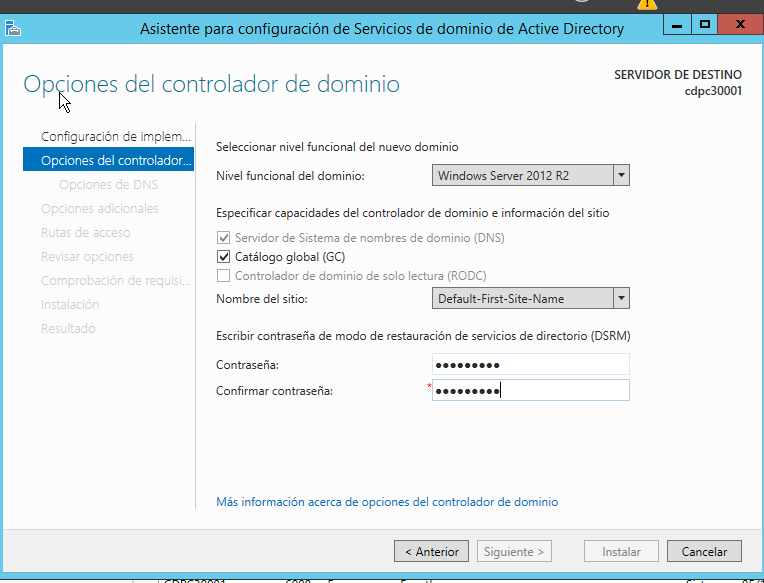 Asistente para configuración de Servicios de dominio de Active Directory
Opciones del controlador de dominio
SERVIDOR DE DESTINO
cdpc30001
Configuración de implem...
Opciones del controlador...
Opciones de DNS
Opciones adicionales
Rutas de acceso
Revisar opciones
Comprobación de requisi...
Instalación
Resultado
Seleccionar nivel funcional del nuevo dominio
Nivel funcional del dominio: Windows Server 2012 R2
Especificar capacidades del controlador de dominio e información del sitio
Servidor de Sistema de nombres de dominio (DNS)
Catálogo global (GC)
Controlador de dominio de solo lectura (RODC)
Nombre del sitio: Default-First-Site-Name
Escribir contraseña de modo de restauración de servicios de directorio (DSRM)
Contraseña: ●●●●●●●●●
Confirmar contraseña: * ●●●●●●●●●
Más información acerca de opciones del controlador de dominio
< Anterior Siguiente > Instalar Cancelar